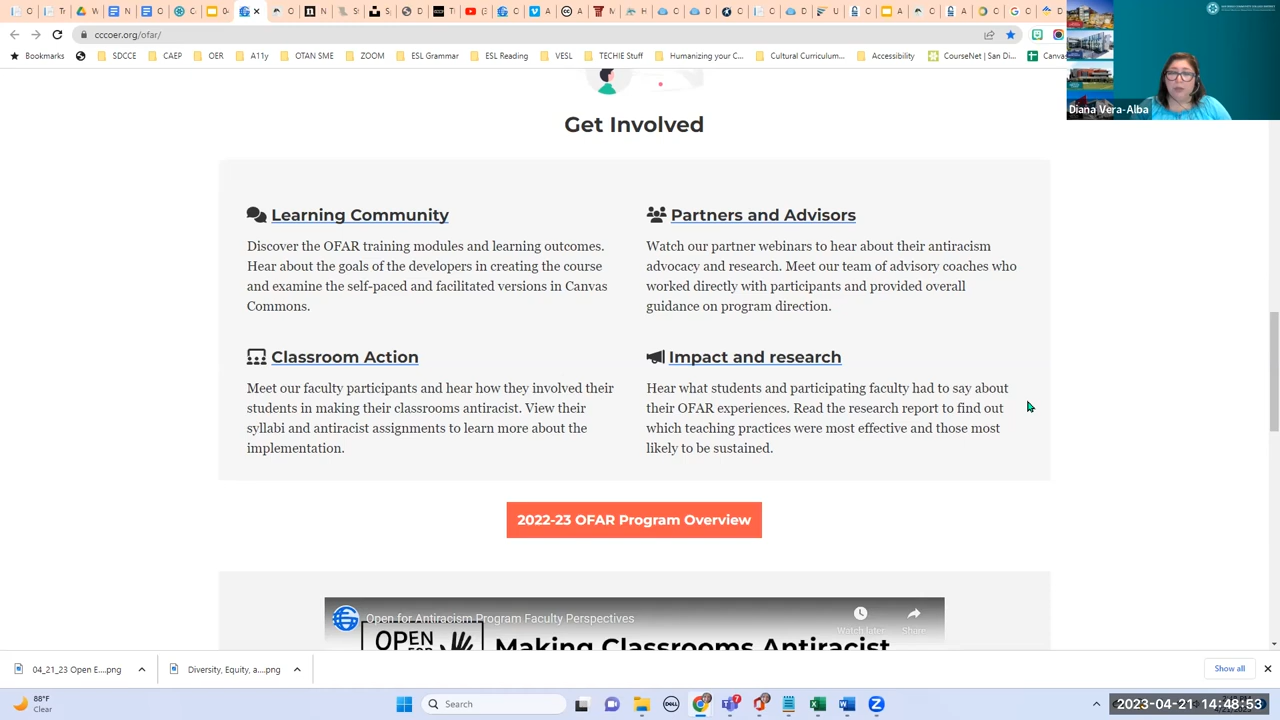 cccoer.org/ofar/
Bookmarks SDCCE CAEP OER A11y OTAN SME ESL Grammar ESL Reading VESL TECHIE Stuff Humanizing your C... Cultural Curriculum... Accessibility CourseNet | San Di...
Diana Vera-Alba
Get Involved
Learning Community
Discover the OFAR training modules and learning outcomes.
Hear about the goals of the developers in creating the course
and examine the self-paced and facilitated versions in Canvas
Commons.
Partners and Advisors
Watch our partner webinars to hear about their antiracism
advocacy and research. Meet our team of advisory coaches who
worked directly with participants and provided overall
guidance on program direction.
Classroom Action
Meet our faculty participants and hear how they involved their
students in making their classrooms antiracist. View their
syllabi and antiracist assignments to learn more about the
implementation.
Impact and research
Hear what students and participating faculty had to say about
their OFAR experiences. Read the research report to find out
which teaching practices were most effective and those most
likely to be sustained.
2022-23 OFAR Program Overview
Open for Antiracism Program Faculty Perspectives
Watch later Share
OPEN
Making Classrooms Antiracist
04_21_23 Open E....png
Diversity, Equity, a....png
Show all
88°F
Clear
Search
2023-04-21 14:48:53